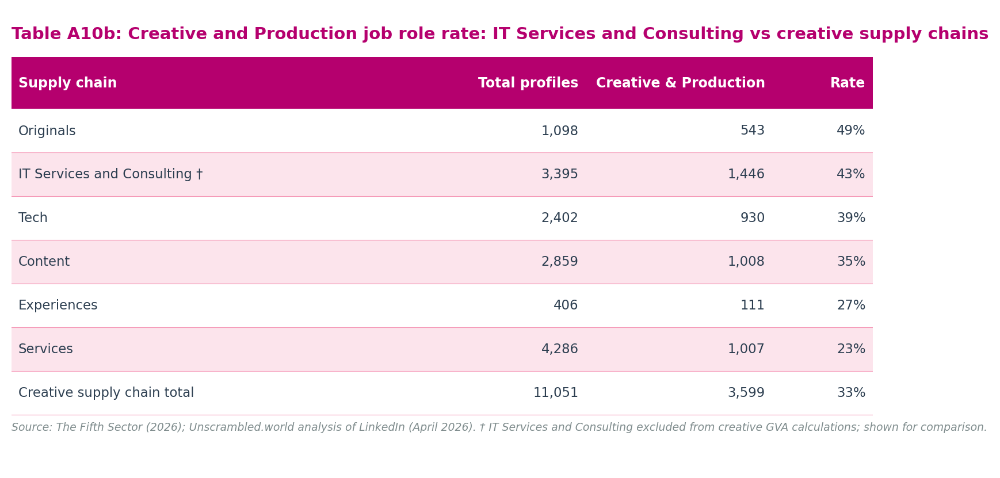 Table A10b: Creative and Production job role rate: IT Services and Consulting vs creative supply chains
Supply chain Total profiles Creative & Production Rate
Originals 1,098 543 49%
IT Services and Consulting † 3,395 1,446 43%
Tech 2,402 930 39%
Content 2,859 1,008 35%
Experiences 406 111 27%
Services 4,286 1,007 23%
Creative supply chain total 11,051 3,599 33%
Source: The Fifth Sector (2026); Unscrambled.world analysis of LinkedIn (April 2026). † IT Services and Consulting excluded from creative GVA calculations; shown for comparison.